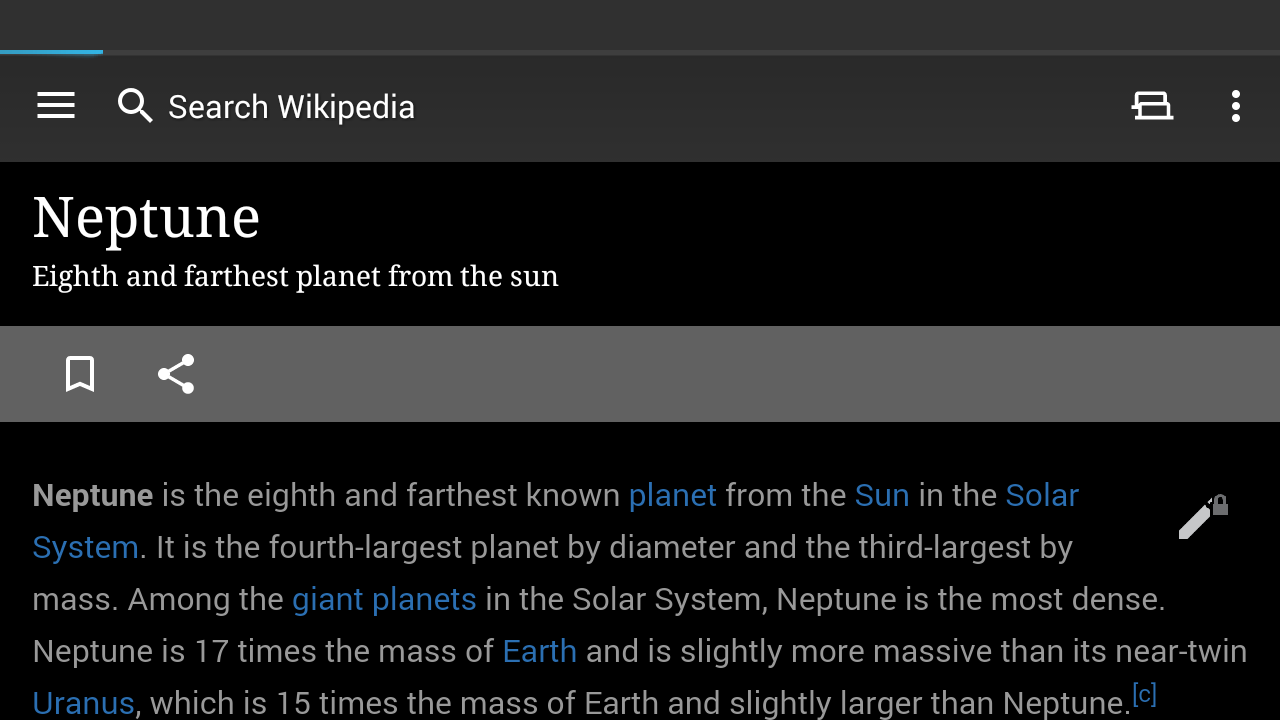 Search Wikipedia
Neptune
Eighth and farthest planet from the sun
Neptune is the eighth and farthest known planet from the Sun in the Solar
System. It is the fourth-largest planet by diameter and the third-largest by
mass. Among the giant planets in the Solar System, Neptune is the most dense.
Neptune is 17 times the mass of Earth and is slightly more massive than its near-twin
Uranus, which is 15 times the mass of Earth and slightly larger than Neptune.[c]